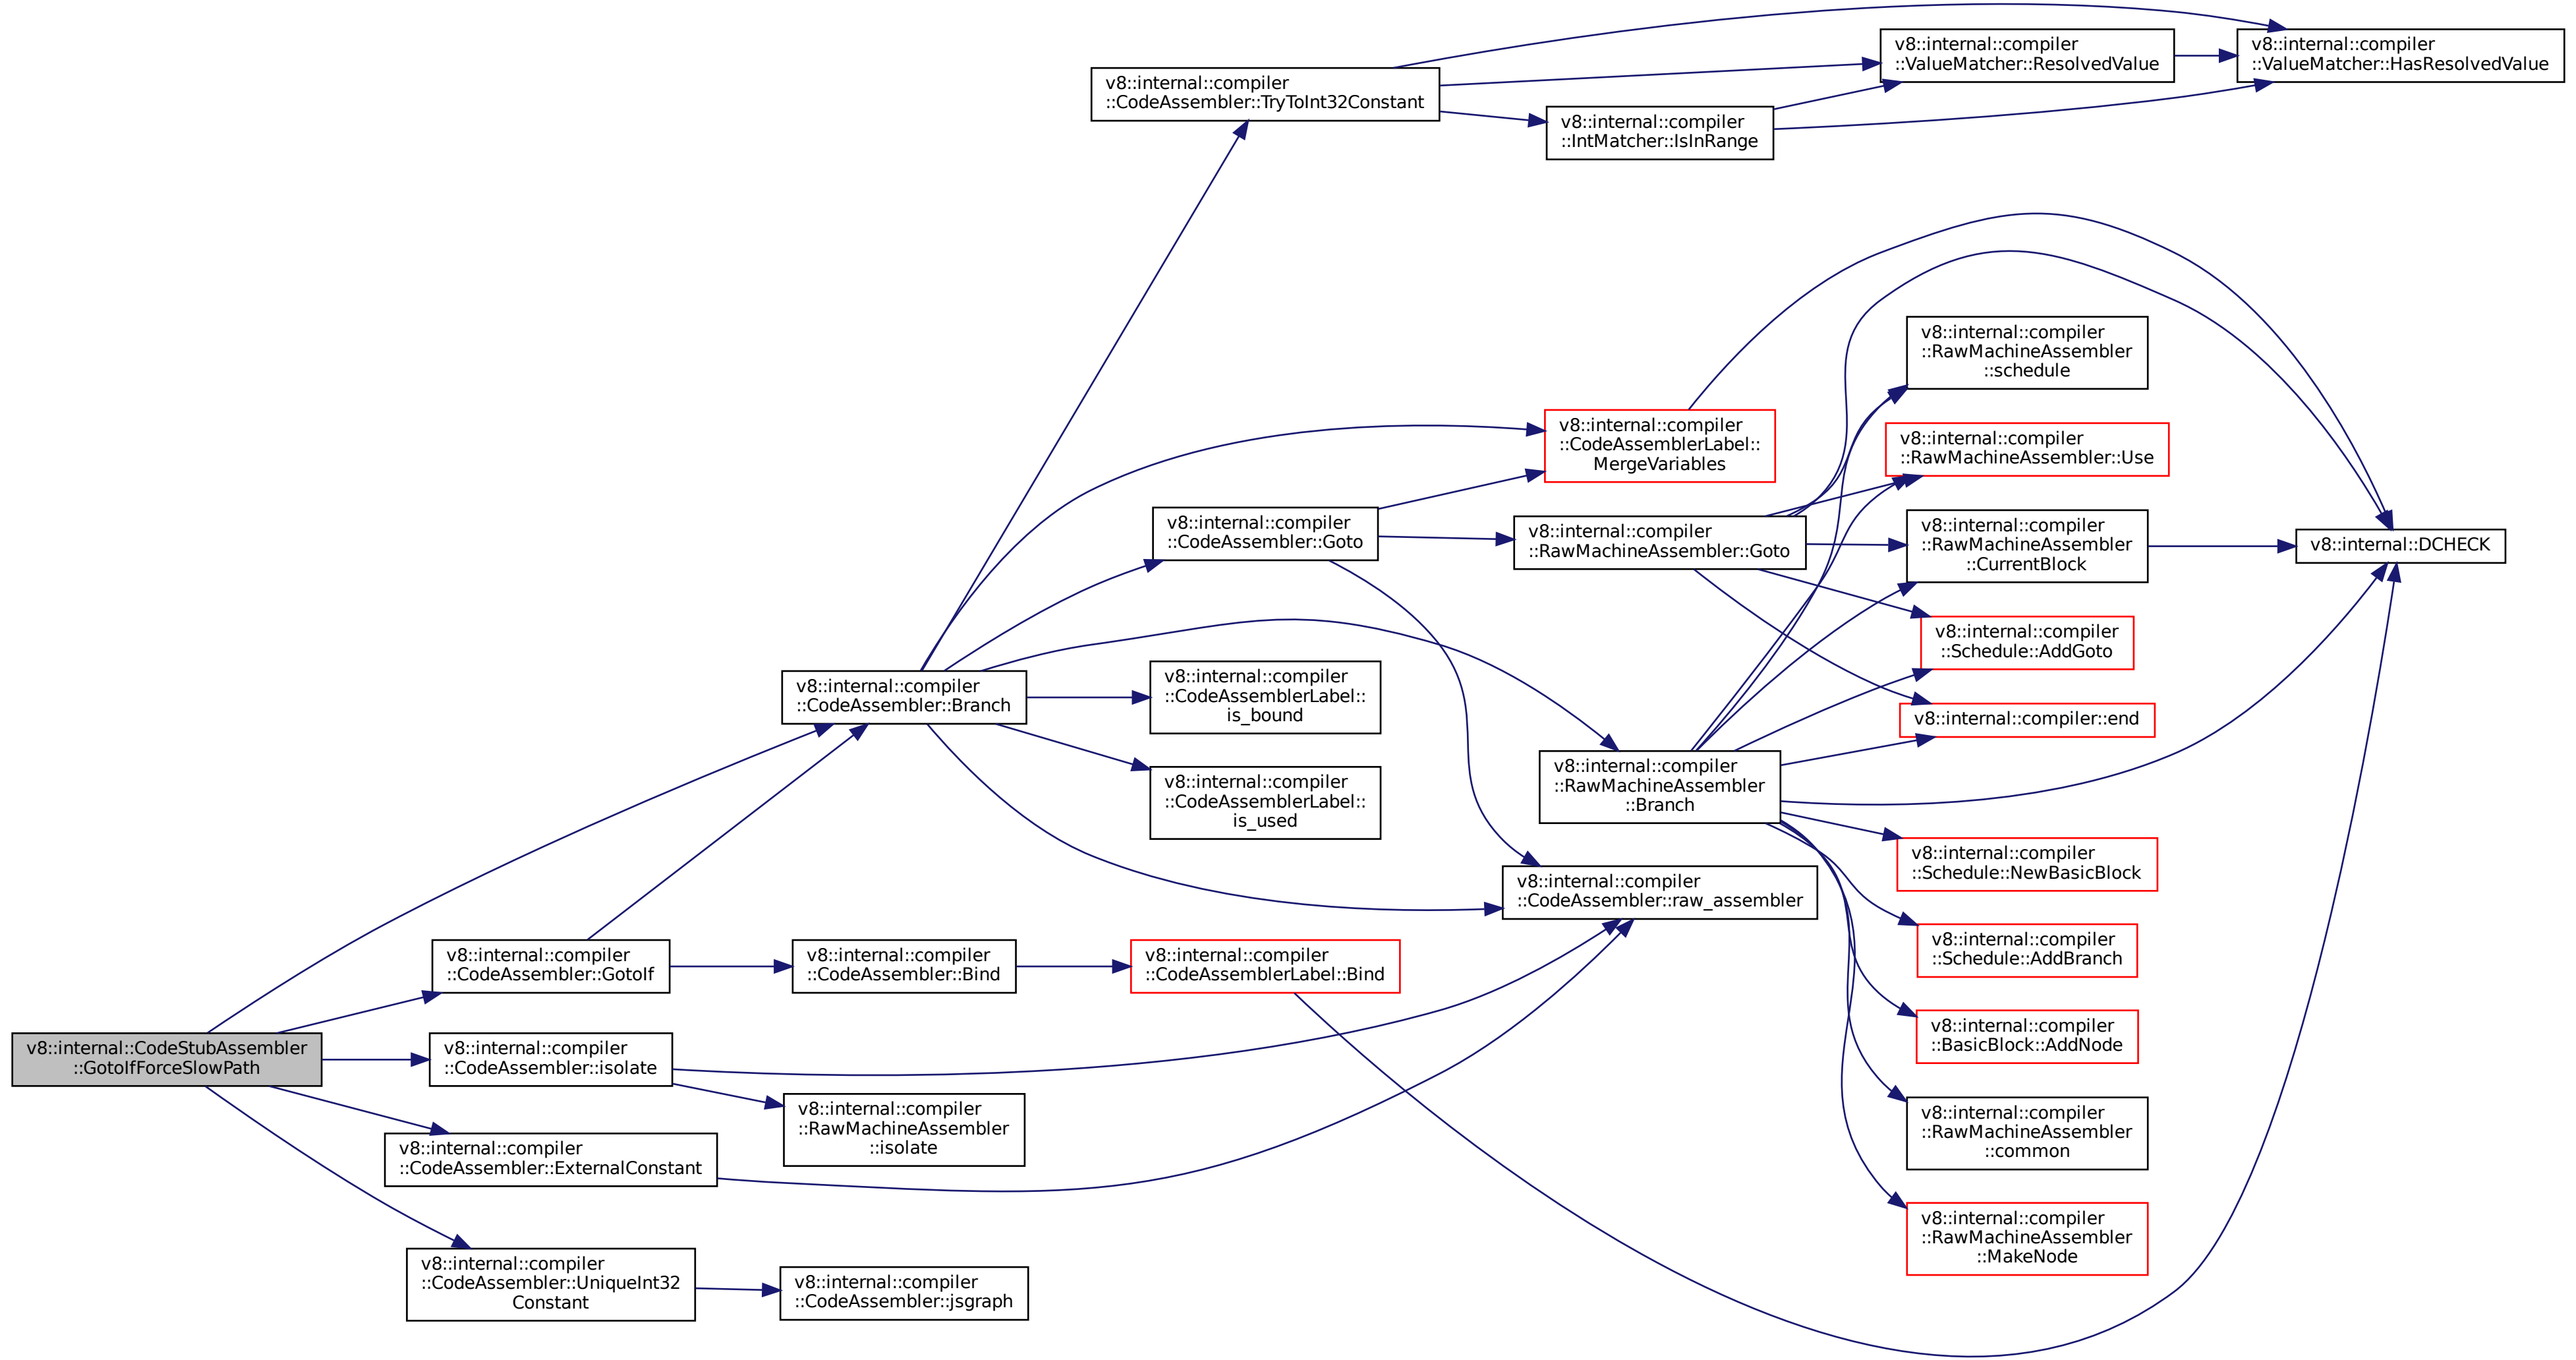 v8::internal::CodeStubAssembler
::GotoIfForceSlowPath
v8::internal::compiler
::CodeAssembler::Branch
v8::internal::compiler
::CodeAssembler::GotoIf
v8::internal::compiler
::CodeAssembler::isolate
v8::internal::compiler
::CodeAssembler::ExternalConstant
v8::internal::compiler
::CodeAssembler::UniqueInt32
Constant
v8::internal::compiler
::CodeAssembler::Bind
v8::internal::compiler
::RawMachineAssembler
::isolate
v8::internal::compiler
::CodeAssembler::jsgraph
v8::internal::compiler
::CodeAssembler::TryToInt32Constant
v8::internal::compiler
::CodeAssembler::Goto
v8::internal::compiler
::CodeAssemblerLabel::
is_bound
v8::internal::compiler
::CodeAssemblerLabel::
is_used
v8::internal::compiler
::CodeAssemblerLabel::Bind
v8::internal::compiler
::IntMatcher::IsInRange
v8::internal::compiler
::CodeAssemblerLabel::
MergeVariables
v8::internal::compiler
::RawMachineAssembler::Goto
v8::internal::compiler
::RawMachineAssembler
::Branch
v8::internal::compiler
::CodeAssembler::raw_assembler
v8::internal::compiler
::ValueMatcher::ResolvedValue
v8::internal::compiler
::RawMachineAssembler
::schedule
v8::internal::compiler
::RawMachineAssembler::Use
v8::internal::compiler
::RawMachineAssembler
::CurrentBlock
v8::internal::compiler
::Schedule::AddGoto
v8::internal::compiler::end
v8::internal::compiler
::Schedule::NewBasicBlock
v8::internal::compiler
::Schedule::AddBranch
v8::internal::compiler
::BasicBlock::AddNode
v8::internal::compiler
::RawMachineAssembler
::common
v8::internal::compiler
::RawMachineAssembler
::MakeNode
v8::internal::compiler
::ValueMatcher::HasResolvedValue
v8::internal::DCHECK